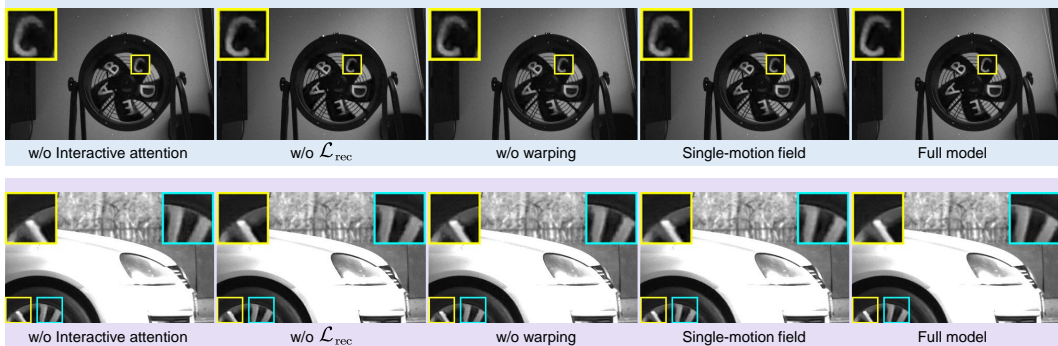 C C C C C
B C D E A B C D E A B C D E A B C D E A B C D E A
w/o Interactive attention w/o ℒrec w/o warping Single-motion field Full model
w/o Interactive attention w/o ℒrec w/o warping Single-motion field Full model